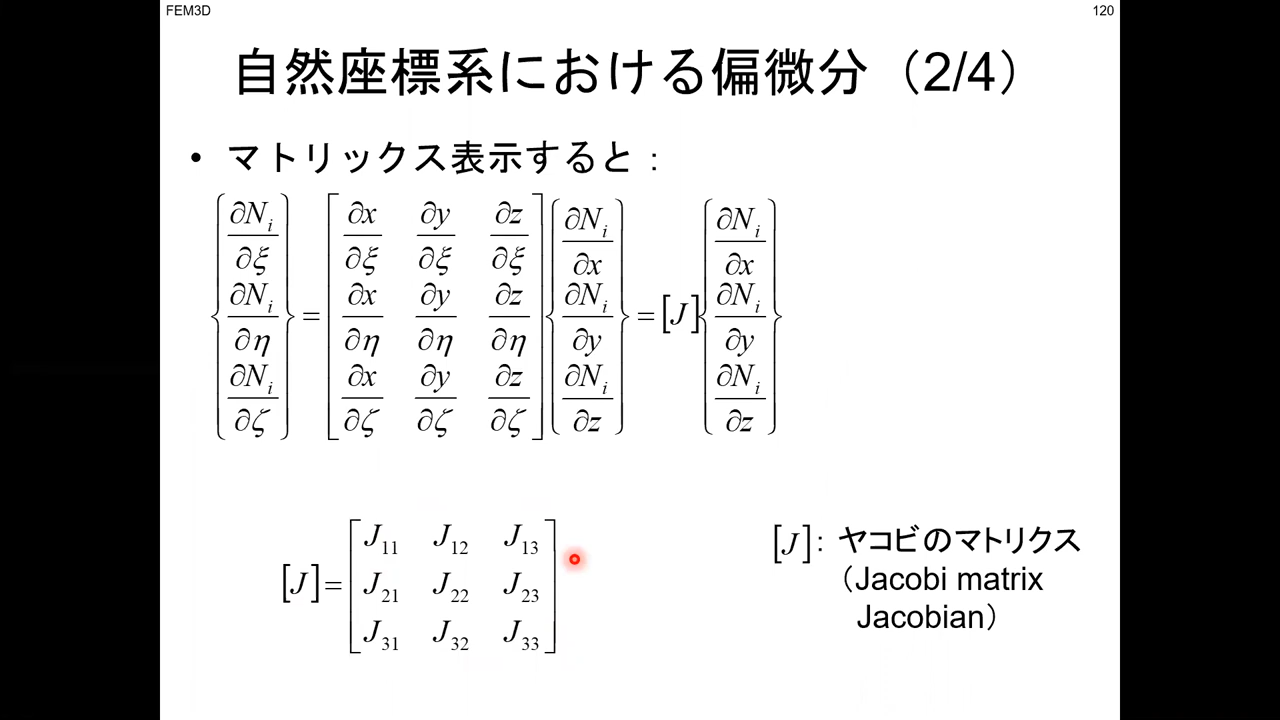 FEM3D
120
自然座標系における偏微分（2/4）
• マトリックス表示すると：
{∂N_i/∂ξ, ∂N_i/∂η, ∂N_i/∂ζ} = [∂x/∂ξ ∂y/∂ξ ∂z/∂ξ; ∂x/∂η ∂y/∂η ∂z/∂η; ∂x/∂ζ ∂y/∂ζ ∂z/∂ζ] {∂N_i/∂x, ∂N_i/∂y, ∂N_i/∂z} = [J] {∂N_i/∂x, ∂N_i/∂y, ∂N_i/∂z}
[J] = [J_11 J_12 J_13; J_21 J_22 J_23; J_31 J_32 J_33]
[J]：ヤコビのマトリクス
（Jacobi matrix
Jacobian）